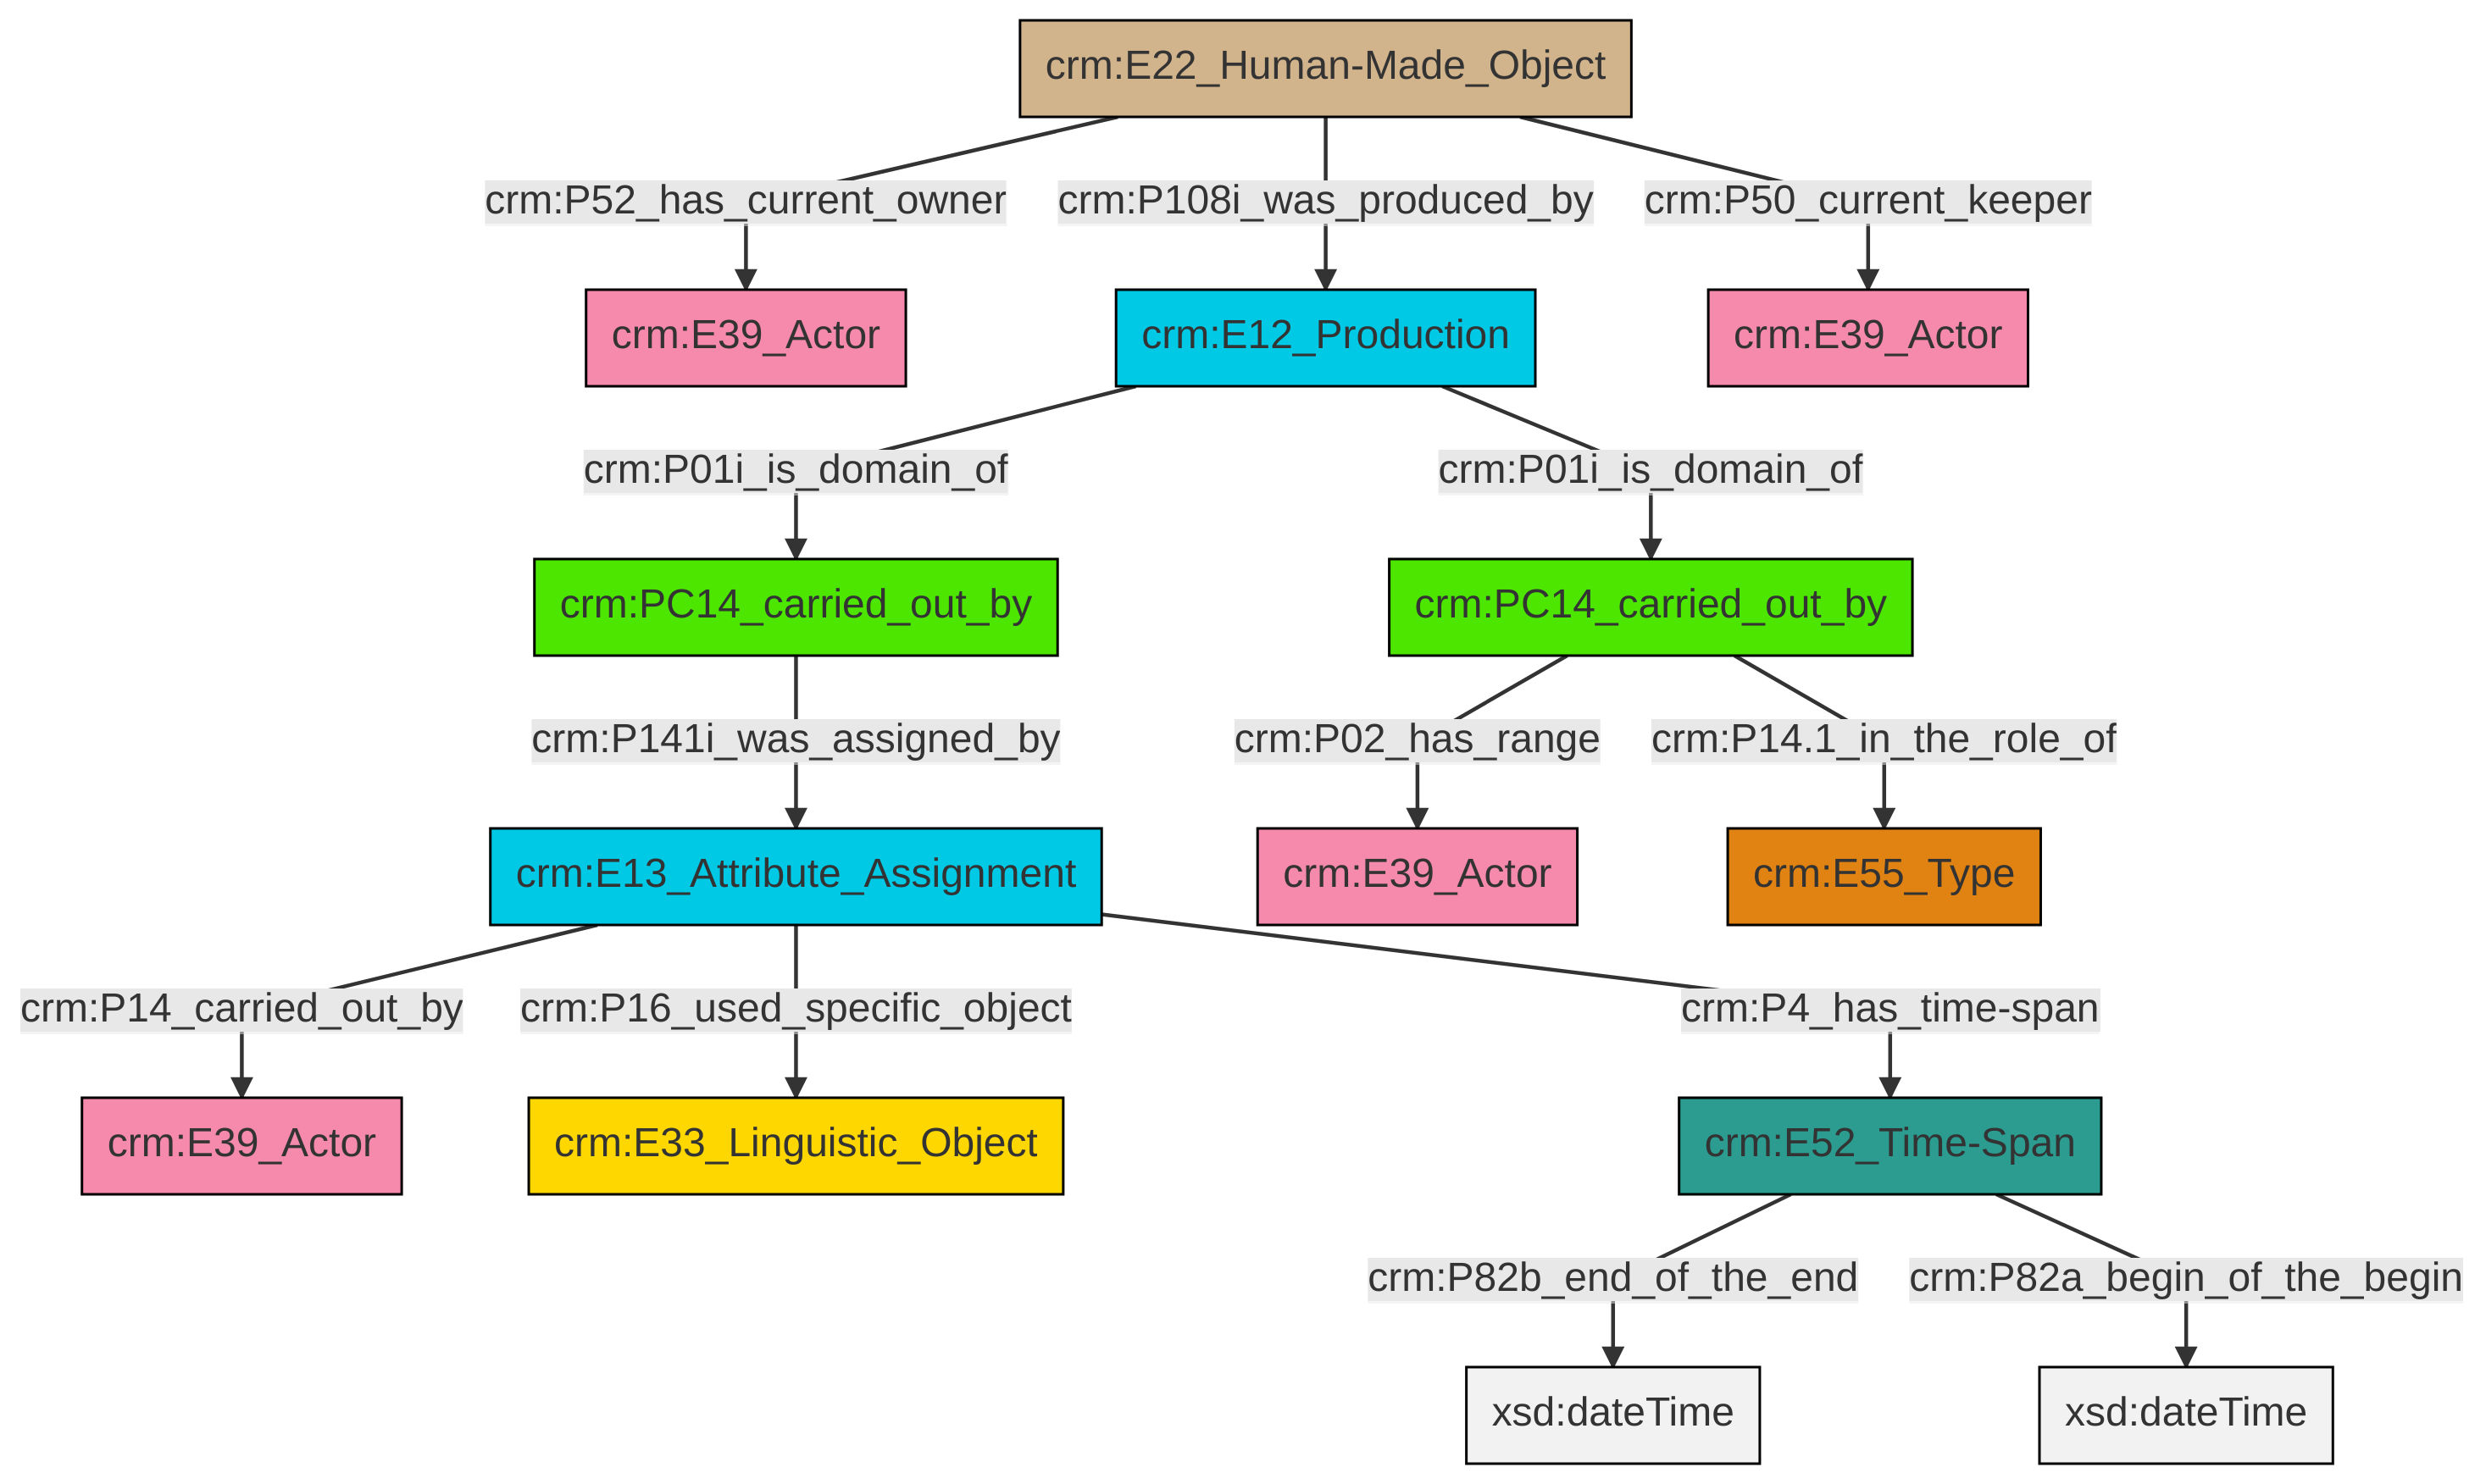 crm:E22_Human-Made_Object
crm:P52_has_current_owner
crm:P108i_was_produced_by
crm:P50_current_keeper
crm:E39_Actor
crm:E12_Production
crm:E39_Actor
crm:P01i_is_domain_of
crm:P01i_is_domain_of
crm:PC14_carried_out_by
crm:PC14_carried_out_by
crm:P141i_was_assigned_by
crm:P02_has_range
crm:P14.1_in_the_role_of
crm:E13_Attribute_Assignment
crm:E39_Actor
crm:E55_Type
crm:P14_carried_out_by
crm:P16_used_specific_object
crm:P4_has_time-span
crm:E39_Actor
crm:E33_Linguistic_Object
crm:E52_Time-Span
crm:P82b_end_of_the_end
crm:P82a_begin_of_the_begin
xsd:dateTime
xsd:dateTime